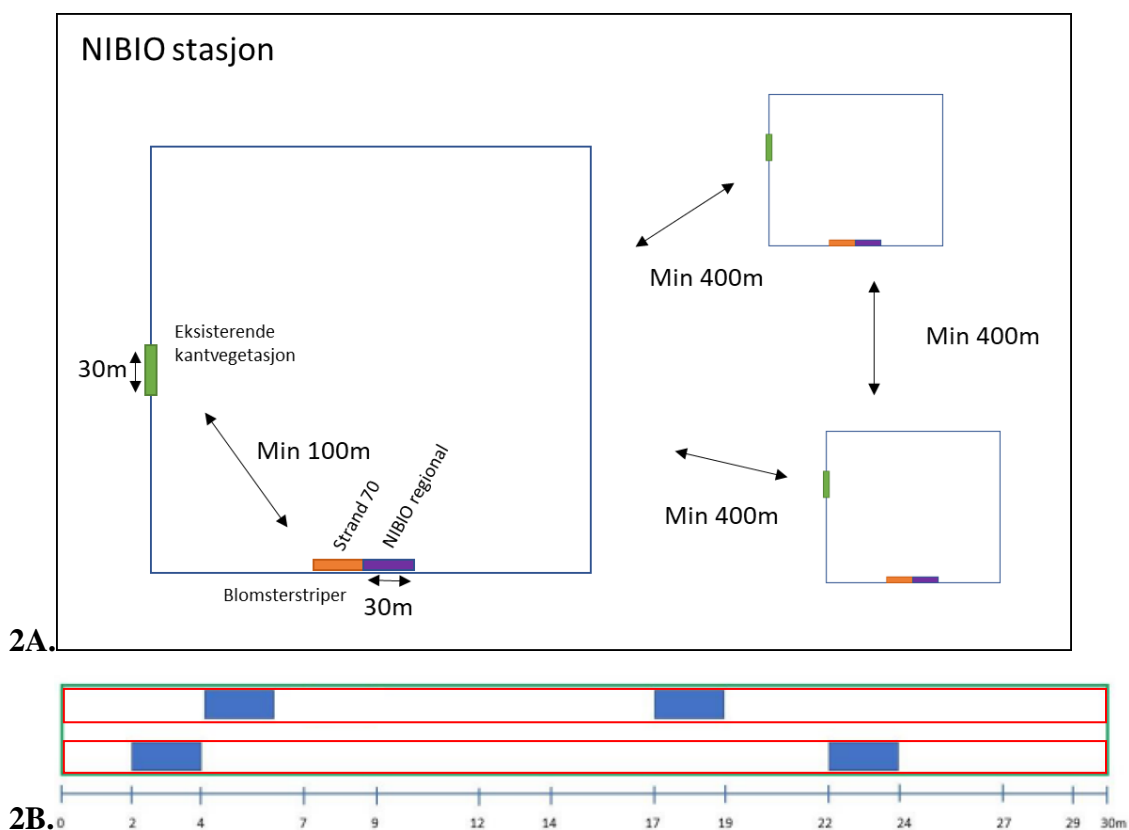 NIBIO stasjon
Min 400m
Min 400m
Eksisterende
kantvegetasjon
30m
Min 100m
Strand 70
NIBIO regional
Min 400m
Blomsterstriper
30m
2A.
2B.
0 2 4 7 9 12 14 17 19 22 24 27 29 30m